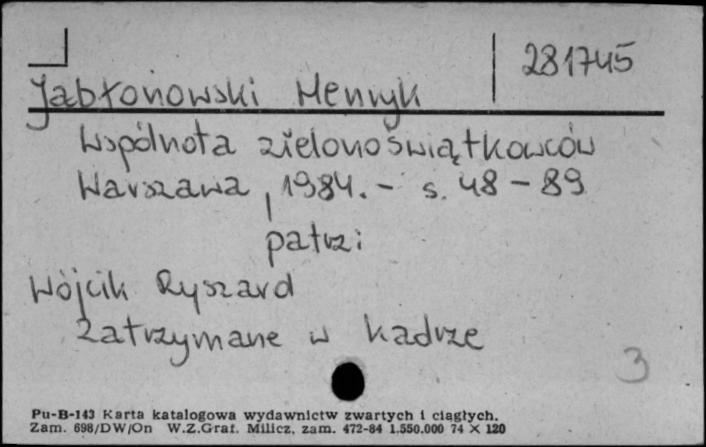 281745
Jabłonowski Henryk
Wspólnota zielonoświątkowców
Warszawa, 1984. - s. 48 - 89
patrz:
Wójcik Ryszard
Zatrzymane w kadrze
3
Pu-B-143 Karta katalogowa wydawnictw zwartych i ciągłych.
Zam. 698/DW/On W.Z.Graf. Milicz, zam. 472-84 1.550.000 74 X 120